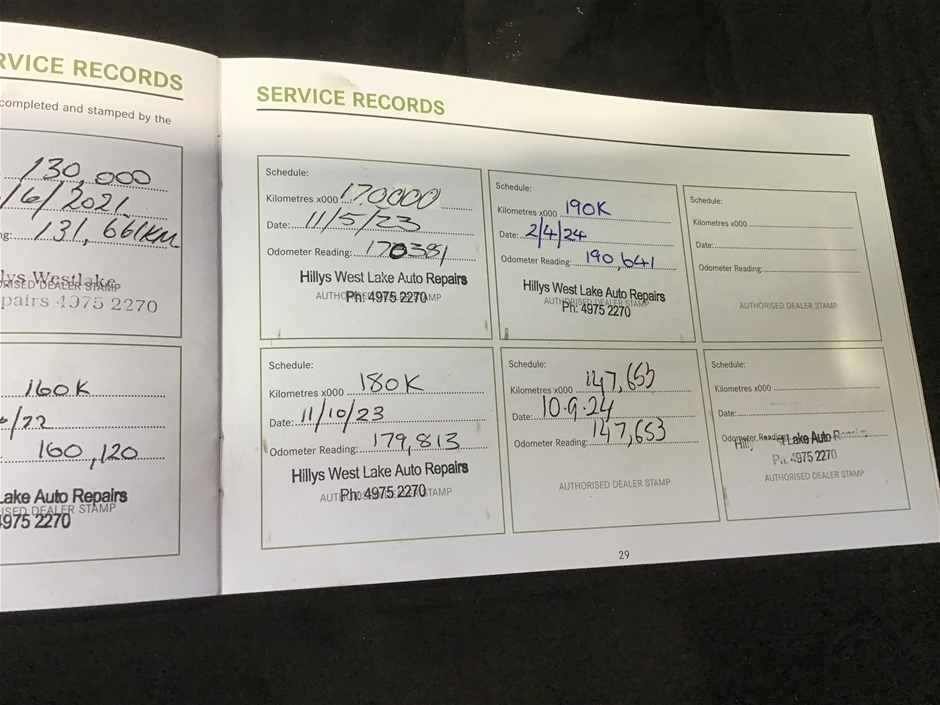 RVICE RECORDS
completed and stamped by the
130,000
/6/2021
ng: 131,661KM
lys Westlake
RISED DEALER STAMP
pairs 4975 2270
160K
/22
160,120
Lake Auto Repairs
ISED DEALER STAMP
4975 2270
SERVICE RECORDS
Schedule:
Kilometres x000 170000
Date: 11/5/23
Odometer Reading: 170381
Hillys West Lake Auto Repairs
AUTHORISED DEALER STAMP
Ph: 4975 2270
Schedule:
Kilometres x000 190K
Date: 2/4/24
Odometer Reading: 190,641
Hillys West Lake Auto Repairs
AUTHORISED DEALER STAMP
Ph: 4975 2270
Schedule:
Kilometres x000
Date:
Odometer Reading:
AUTHORISED DEALER STAMP
Schedule:
Kilometres x000 180K
Date: 11/10/23
Odometer Reading: 179,813
Hillys West Lake Auto Repairs
AUTHORISED DEALER STAMP
Ph: 4975 2270
Schedule:
Kilometres x000 147,653
Date: 10.9.24
Odometer Reading: 147,653
AUTHORISED DEALER STAMP
Schedule:
Kilometres x000
Date:
Odometer Reading:
Hilly Lake Auto Repairs
Ph: 4975 2270
AUTHORISED DEALER STAMP
29